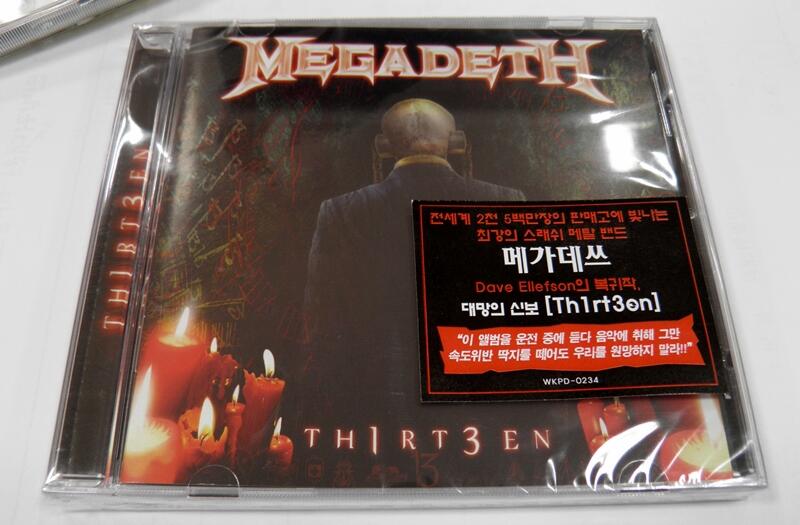 MEGADETH
TH1RT3EN
전세계 2천 5백만장의 판매고에 빛나는
최강의 스래쉬 메탈 밴드
메가데쓰
Dave Ellefson의 복귀작,
대망의 신보 [Th1rt3en]
“이 앨범을 운전 중에 듣다 음악에 취해 그만
속도위반 딱지를 떼어도 우리를 원망하지 말라!!”
WKPD-0234
TH1RT3EN
13